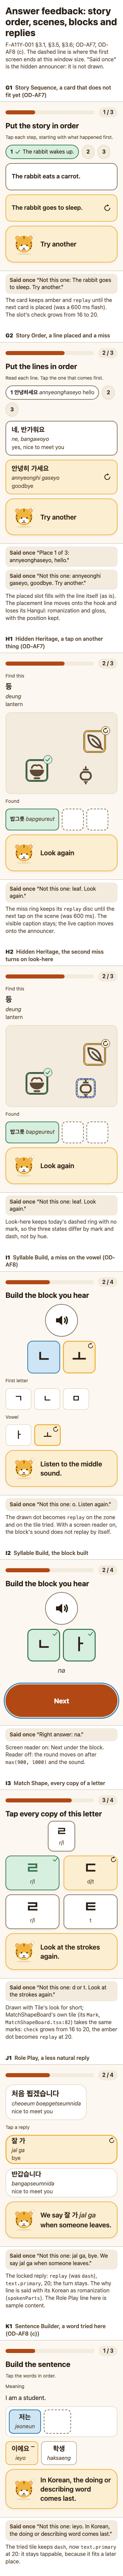 Answer feedback: story order, scenes, blocks and replies
F-A11Y-001 §3.1, §3.5, §3.6; OD-AF7, OD-AF8 (c). The dashed line is where the first screen ends at this window size. "Said once" is the hidden announcer: it is not drawn.
G1 Story Sequence, a card that does not fit yet (OD-AF7)
1 / 3
Put the story in order
Tap each step, starting with what happened first.
1 ✓ The rabbit wakes up. 2 3
The rabbit eats a carrot.
The rabbit goes to sleep.
Try another
Said once "Not this one: The rabbit goes to sleep. Try another."
The card keeps amber and replay until the next card is placed (was a 600 ms flash). The slot's check grows from 16 to 20.
G2 Story Order, a line placed and a miss
2 / 3
Put the lines in order
Read each line. Tap the one that comes first.
1 안녕하세요 annyeonghaseyo hello 2
3
네, 반가워요
ne, bangawoyo
yes, nice to meet you
안녕히 가세요
annyeonghi gaseyo
goodbye
Try another
Said once "Place 1 of 3: annyeonghaseyo, hello."
Said once "Not this one: annyeonghi gaseyo, goodbye. Try another."
The placed slot fills with the line itself (as is). The placement line moves onto the hook and loses its Hangul: romanization and gloss, with the position kept.
H1 Hidden Heritage, a tap on another thing (OD-AF7)
2 / 3
Find this
등
deung
lantern
Found
밥그릇 bapgeureut
Look again
Said once "Not this one: leaf. Look again."
The miss ring keeps its replay disc until the next tap on the scene (was 600 ms). The visible caption stays; the live region moves onto the announcer.
H2 Hidden Heritage, the second miss turns on look-here
2 / 3
Find this
등
deung
lantern
Found
밥그릇 bapgeureut
Look again
Said once "Not this one: leaf. Look again."
Look-here keeps today's dashed ring with no mark, so the three states differ by mark and dash, not by hue.
I1 Syllable Build, a miss on the vowel (OD-AF8)
2 / 4
Build the block you hear
ㄴ ㅗ
First letter
ㄱ ㄴ ㅁ
Vowel
ㅏ ㅗ
Listen to the middle sound.
Said once "Not this one: o. Listen again."
The drawn dot becomes replay on the zone and on the tile tried. With a screen reader on, the block's sound does not replay by itself.
I2 Syllable Build, the block built
2 / 4
Build the block you hear
ㄴ ㅏ
na
Next
Said once "Right answer: na."
Screen reader on: Next under the block. Reader off: the round moves on after max(900, 1000) and the sound.
I3 Match Shape, every copy of a letter
3 / 4
Tap every copy of this letter
ㄹ
r/l
ㄹ
r/l
ㄷ
d/t
ㄹ
r/l
ㅌ
t
Look at the strokes again.
Said once "Not this one: d or t. Look at the strokes again."
Drawn with Tile's look for short; MatchShapeBoard's own tile (its Mark, MatchShapeBoard.tsx:82) takes the same marks: check grows from 16 to 20, the amber dot becomes replay at 20.
J1 Role Play, a less natural reply
2 / 4
처음 뵙겠습니다
cheoeum boepgetseumnida
nice to meet you
Tap a reply
잘 가
jal ga
bye
반갑습니다
bangapseumnida
nice to meet you
We say 잘 가 jal ga when someone leaves.
Said once "Not this one: jal ga, bye. We say jal ga when someone leaves."
The locked reply: replay (was dash), text.primary, 20; the turn stays. The why line is said with its Korean as romanization (spokenParts). The Role Play line here is sample content.
K1 Sentence Builder, a word tried here (OD-AF8 (c))
1 / 3
Build the sentence
Tap the words in order.
Meaning
I am a student.
저는
jeoneun
이에요
ieyo
학생
haksaeng
In Korean, the doing or describing word comes last.
Said once "Not this one: ieyo. In Korean, the doing or describing word comes last."
The tried tile keeps dash, now text.primary at 20: it stays tappable, because it fits a later place.